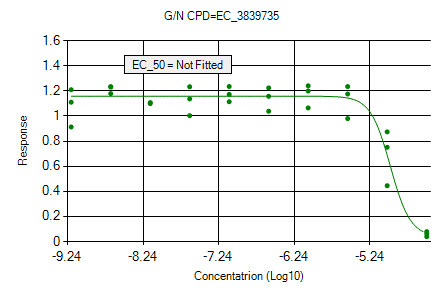 G/N CPD=EC_3839735
EC_50 = Not Fitted
Response
1.6
1.4
1.2
1
0.8
0.6
0.4
0.2
0
-9.24 -8.24 -7.24 -6.24 -5.24
Concentatrion (Log10)